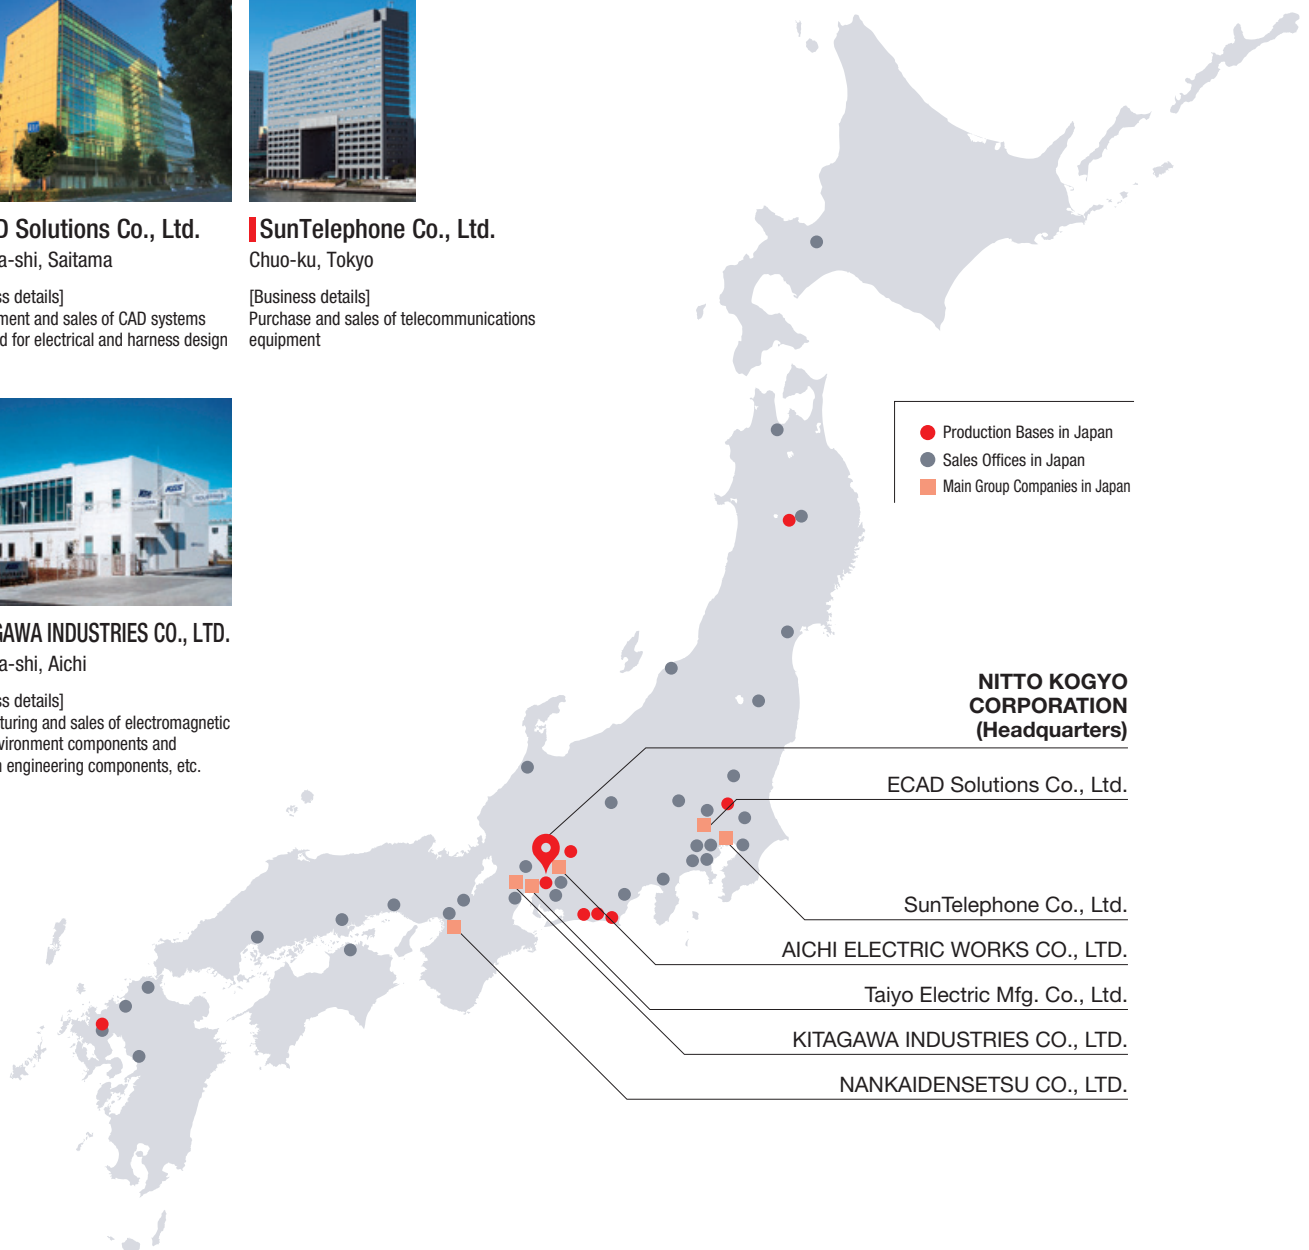 D Solutions Co., Ltd.
a-shi, Saitama
ss details]
ment and sales of CAD systems
d for electrical and harness design
SunTelephone Co., Ltd.
Chuo-ku, Tokyo
[Business details]
Purchase and sales of telecommunications
equipment
GAWA INDUSTRIES CO., LTD.
a-shi, Aichi
ss details]
turing and sales of electromagnetic
vironment components and
n engineering components, etc.
Production Bases in Japan
Sales Offices in Japan
Main Group Companies in Japan
NITTO KOGYO
CORPORATION
(Headquarters)
ECAD Solutions Co., Ltd.
SunTelephone Co., Ltd.
AICHI ELECTRIC WORKS CO., LTD.
Taiyo Electric Mfg. Co., Ltd.
KITAGAWA INDUSTRIES CO., LTD.
NANKAIDENSETSU CO., LTD.